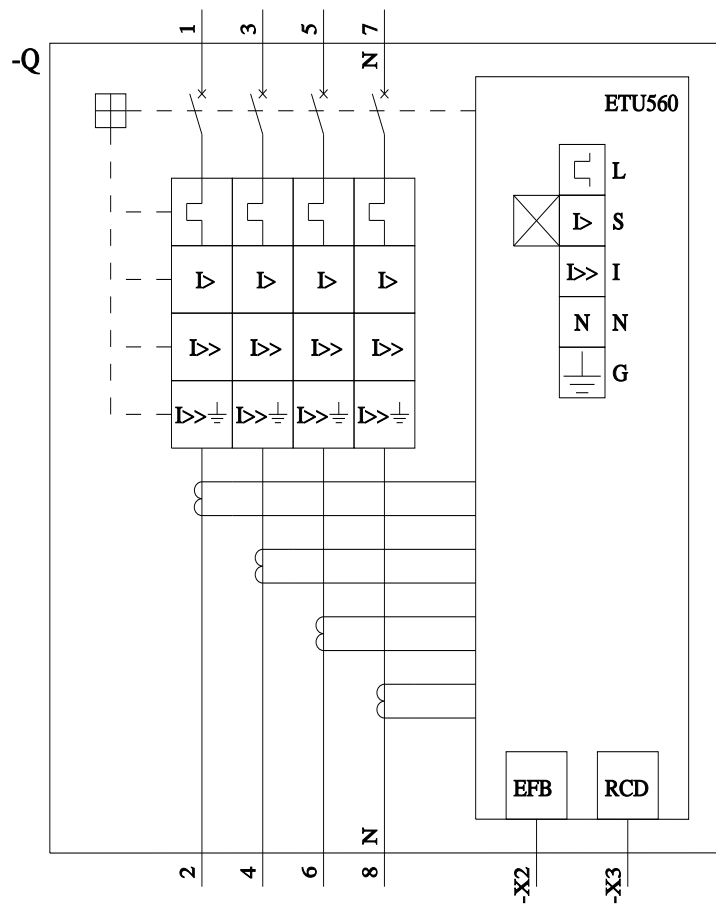 1 3 5 7
-Q N
ETU560
L
I> S
I> I> I> I> I>> I
I>> I>> I>> I>> N N
I>> I>> I>> I>> G
EFB RCD
N
2 4 6 8 -X2 -X3